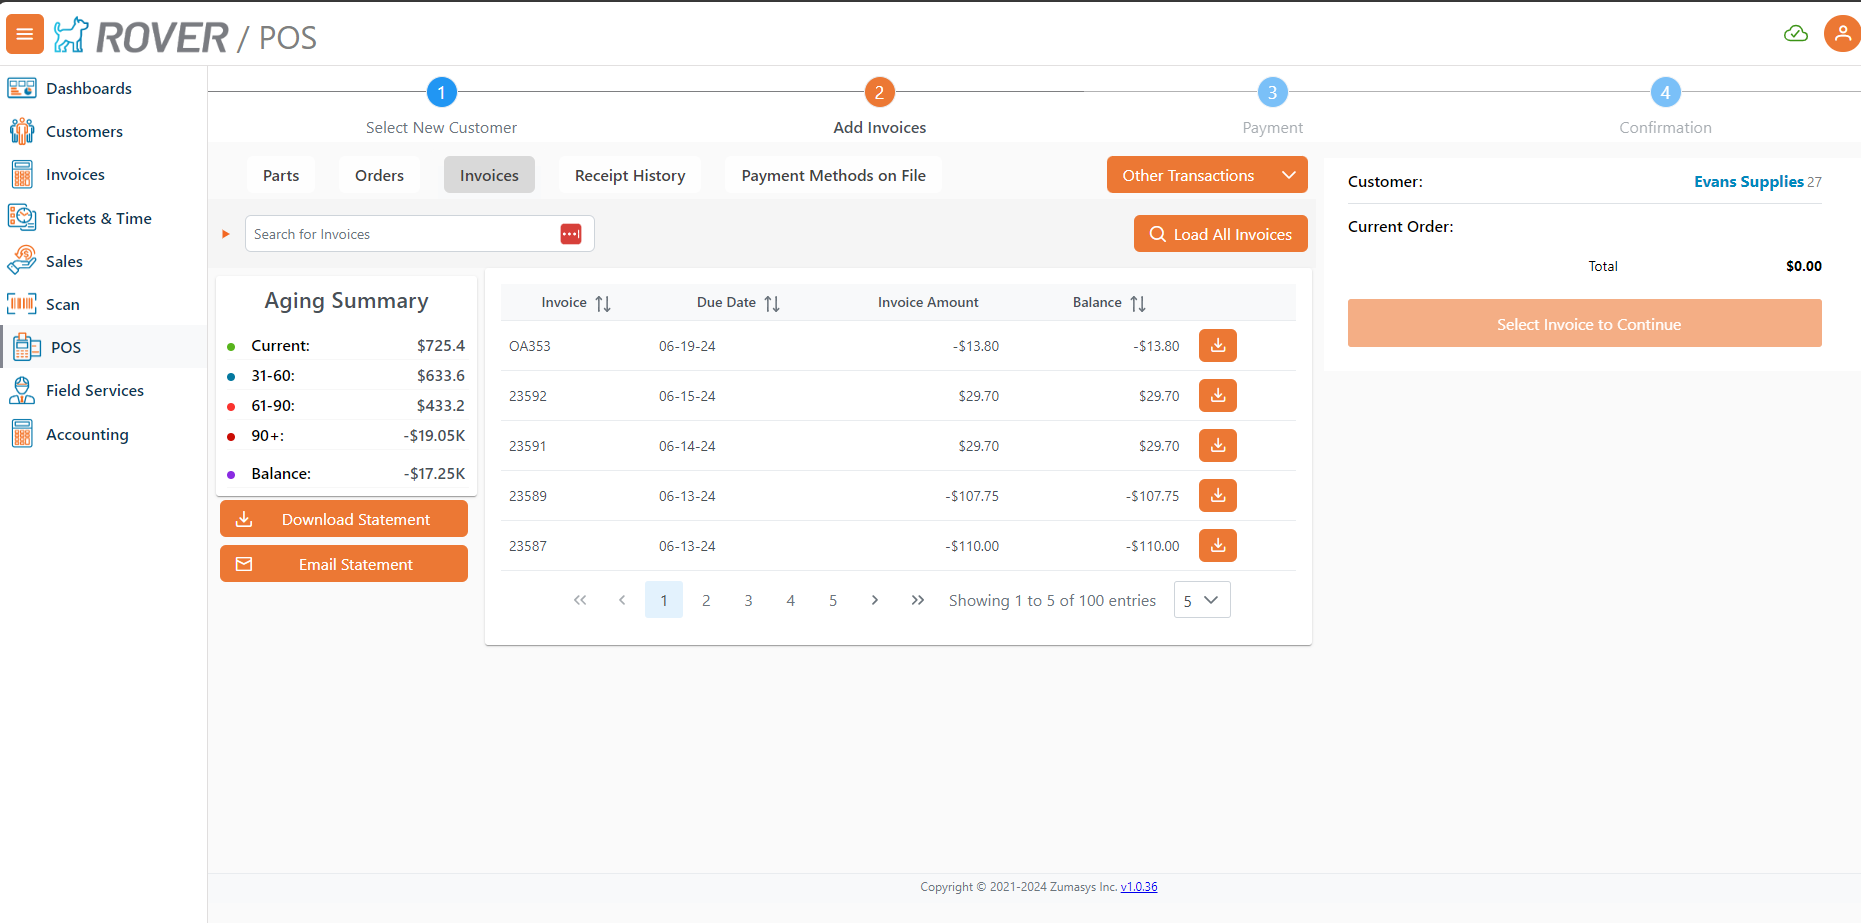 ROVER / POS
Dashboards
Customers
Invoices
Tickets & Time
Sales
Scan
POS
Field Services
Accounting
1
Select New Customer
2
Add Invoices
3
Payment
4
Confirmation
Parts
Orders
Invoices
Receipt History
Payment Methods on File
Other Transactions
Search for Invoices
Load All Invoices
Aging Summary
Current: $725.4
31-60: $633.6
61-90: $433.2
90+: -$19.05K
Balance: -$17.25K
Download Statement
Email Statement
Invoice Due Date Invoice Amount Balance
OA353 06-19-24 -$13.80 -$13.80
23592 06-15-24 $29.70 $29.70
23591 06-14-24 $29.70 $29.70
23589 06-13-24 -$107.75 -$107.75
23587 06-13-24 -$110.00 -$110.00
1 2 3 4 5 Showing 1 to 5 of 100 entries 5
Customer: Evans Supplies 27
Current Order:
Total $0.00
Select Invoice to Continue
Copyright © 2021-2024 Zumasys Inc. v1.0.36